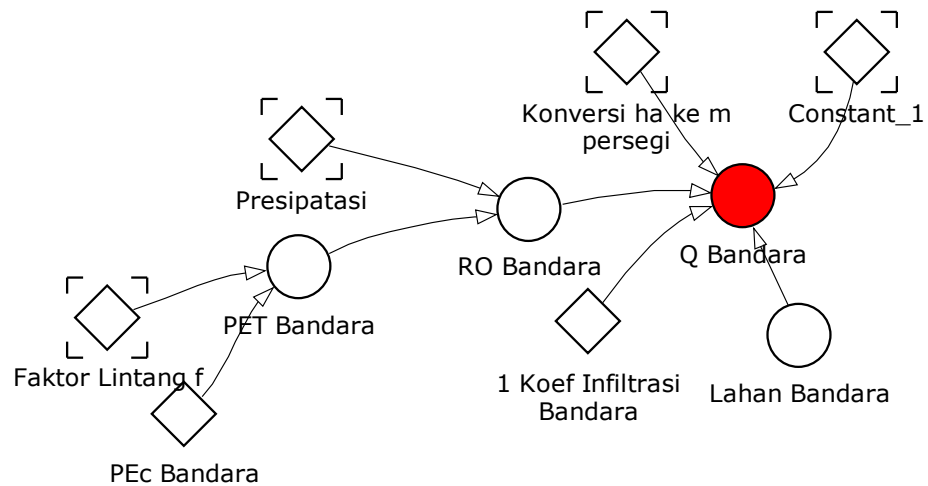 Konversi ha ke m
persegi
Constant_1
Presipatasi
RO Bandara
Q Bandara
PET Bandara
Faktor Lintang f
1 Koef Infiltrasi
Bandara
Lahan Bandara
PEc Bandara